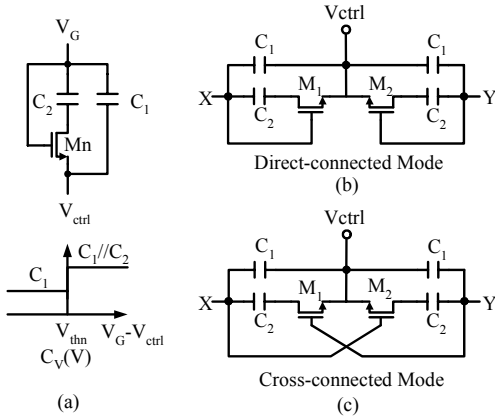 (a)
V_G
C_2
C_1
Mn
V_ctrl
C_1
C_1//C_2
V_thn
V_G-V_ctrl
C_V(V)
(a)
Vctrl
C_1
C_1
M_1
M_2
X
Y
C_2
C_2
Direct-connected Mode
(b)
Vctrl
C_1
C_1
M_1
M_2
X
Y
C_2
C_2
Cross-connected Mode
(c)